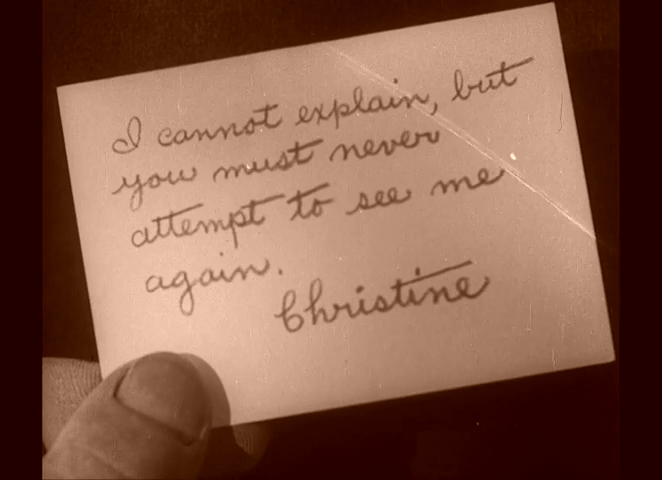 I cannot explain, but
you must never
attempt to see me
again.
Christine